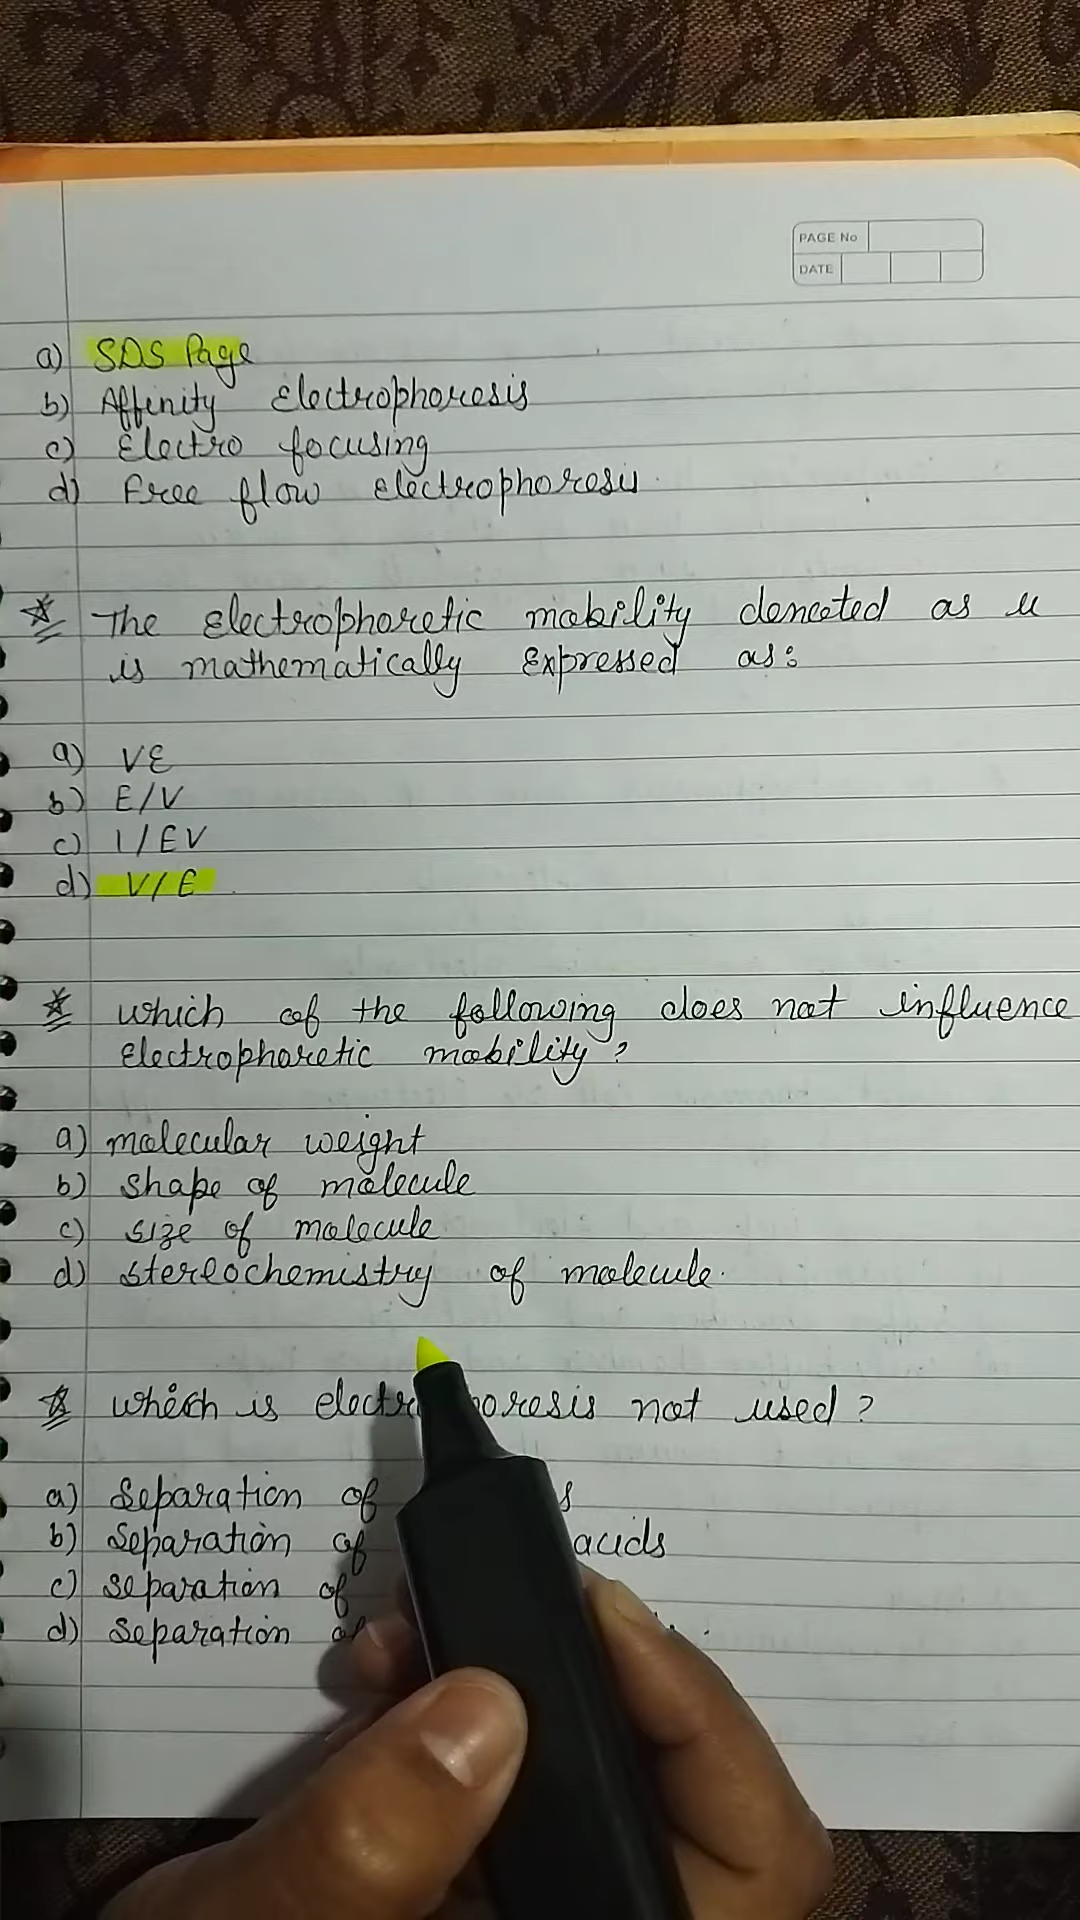 PAGE No
DATE
a) SDS Page
b) Affinity Electrophoresis
c) Electro focusing
d) Free flow electrophoresis
The Electrophoretic mobility denoted as u
is mathematically Expressed as:
a) VE
b) E/V
c) 1/EV
d) V/E
which of the following does not influence
Electrophoretic mobility?
a) molecular weight
b) shape of molecule
c) size of molecule
d) stereochemistry of molecule.
which is not used?
a) Separation of
b) Separation of acids
c) separation of
d) Separation